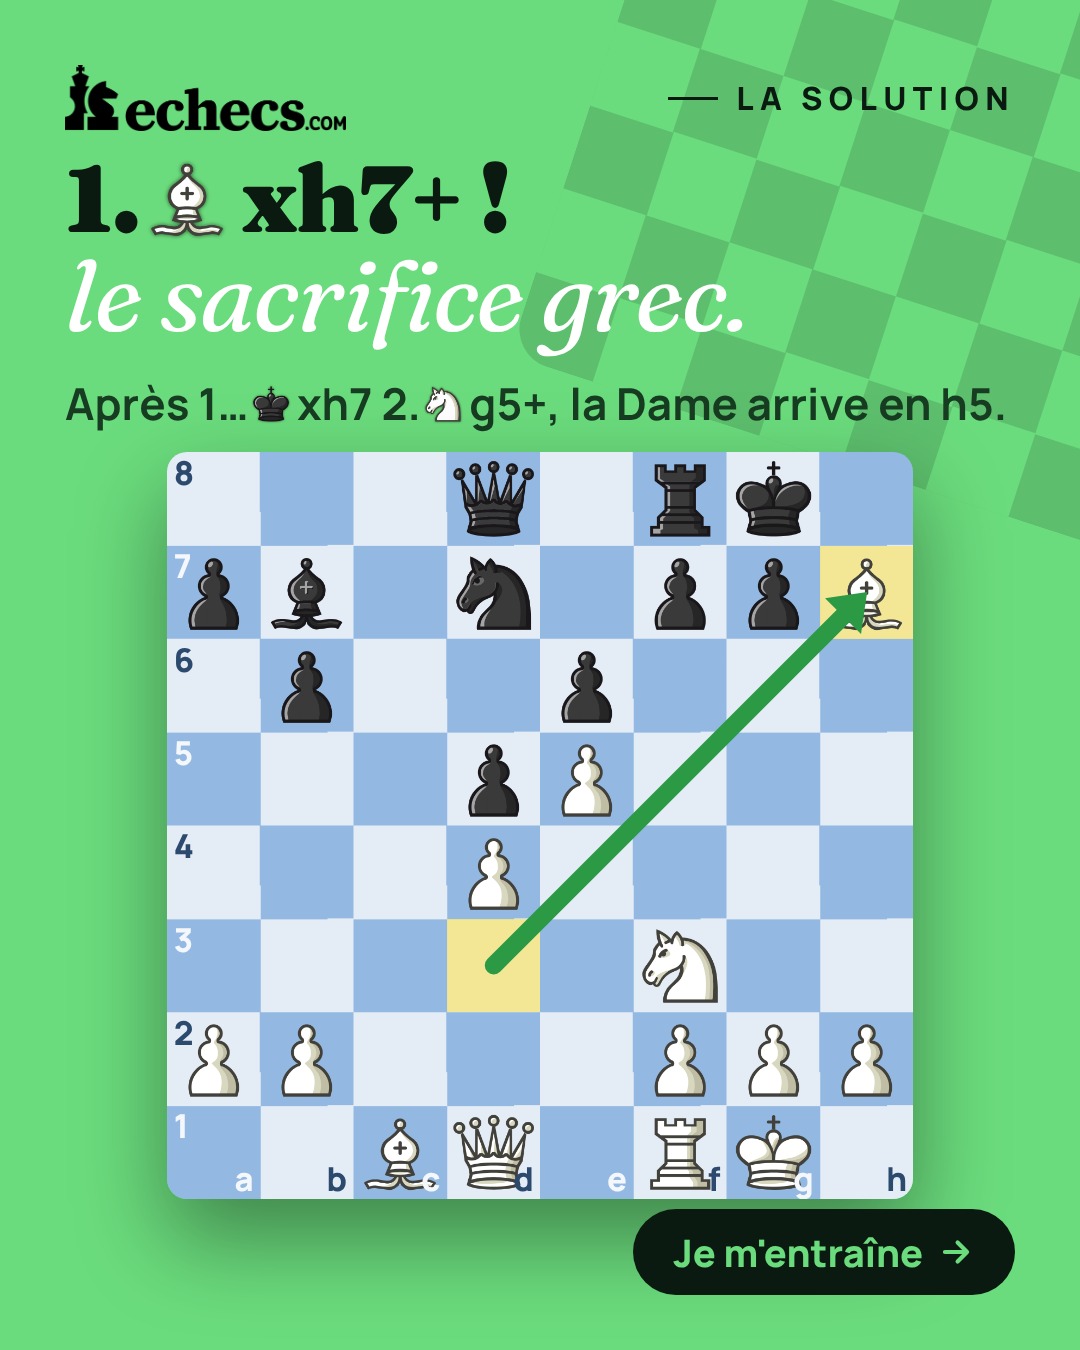 echecs.COM
LA SOLUTION
1. xh7+ !
le sacrifice grec.
Après 1... xh7 2. g5+, la Dame arrive en h5.
8
7
6
5
4
3
2
1
a b c d e f g h
Je m'entraîne →